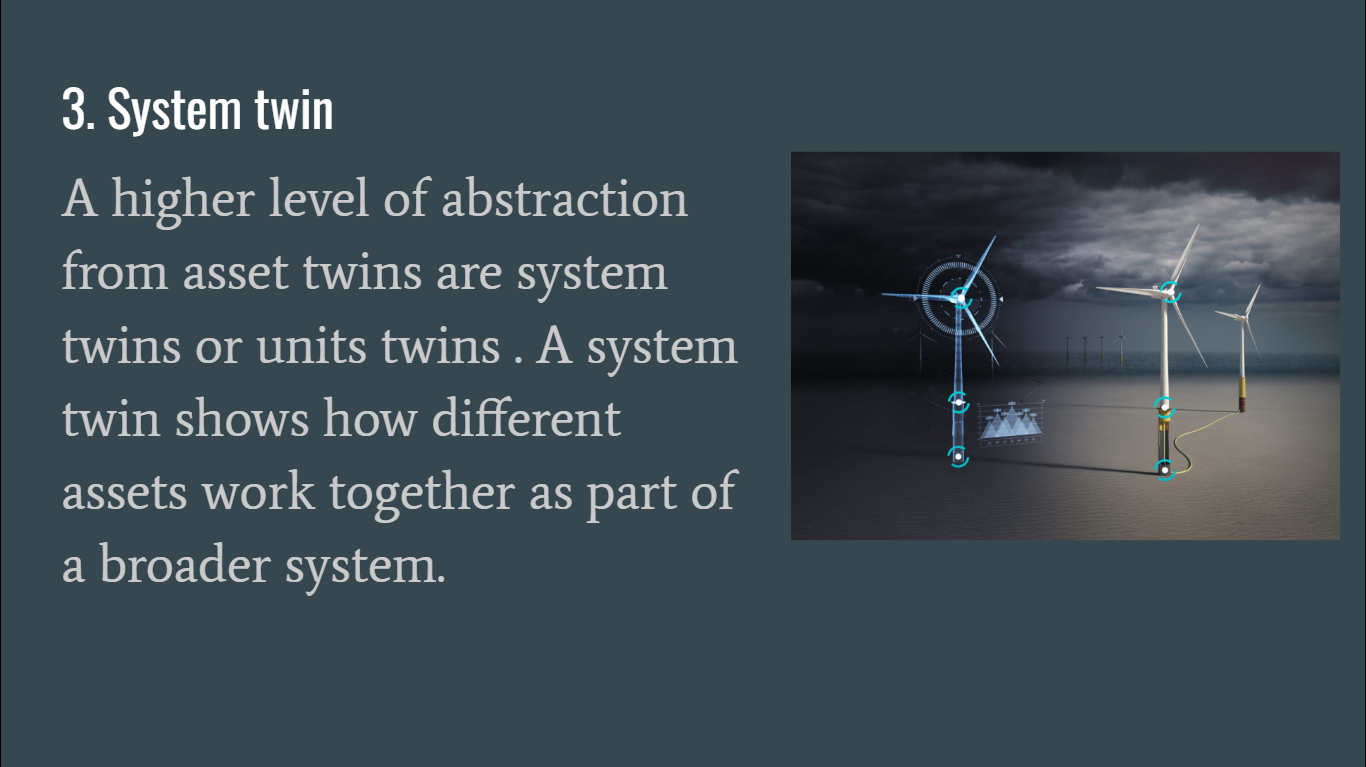 3. System twin
A higher level of abstraction
from asset twins are system
twins or units twins . A system
twin shows how different
assets work together as part of
a broader system.